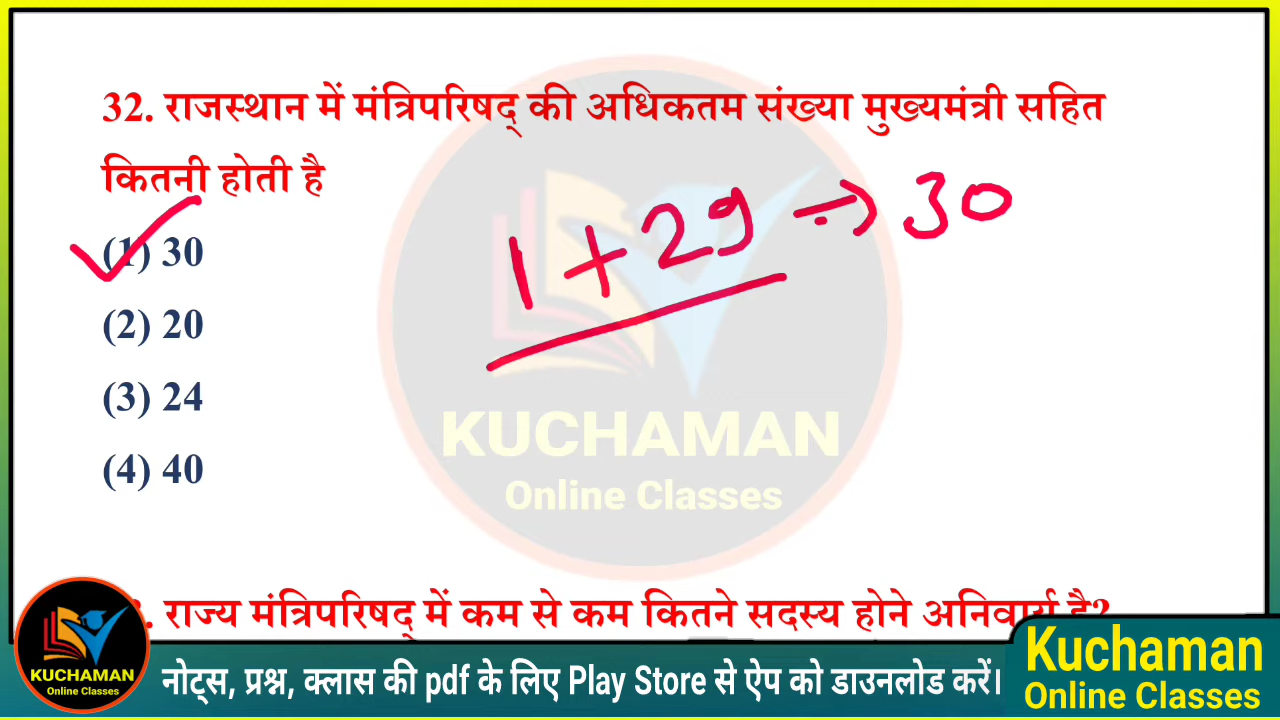 32. राजस्थान में मंत्रिपरिषद् की अधिकतम संख्या मुख्यमंत्री सहित
कितनी होती है
1 + 29 → 30
(1) 30
(2) 20
(3) 24
(4) 40
KUCHAMAN
Online Classes
. राज्य मंत्रिपरिषद् में कम से कम कितने सदस्य होने अनिवार्य है?
KUCHAMAN
Online Classes
नोट्स, प्रश्न, क्लास की pdf के लिए Play Store से ऐप को डाउनलोड करें।
Kuchaman
Online Classes